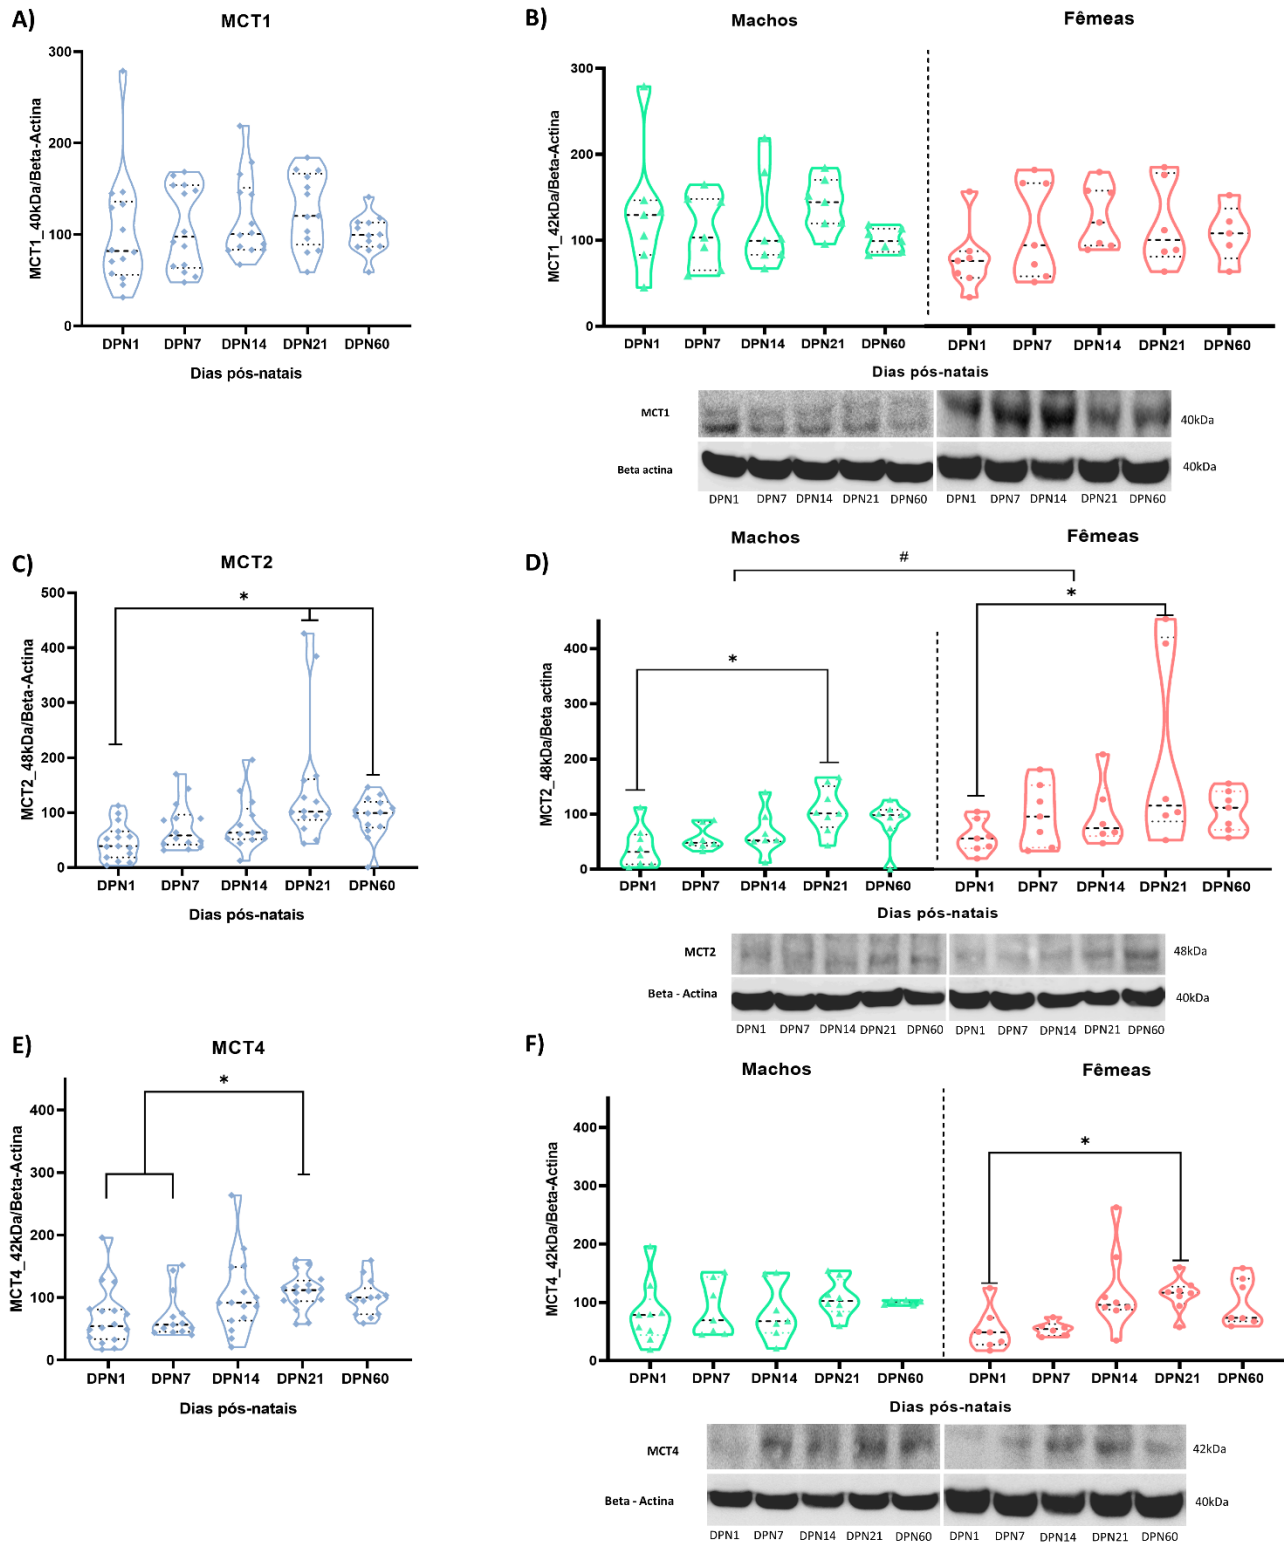 A)
MCT1
MCT1_40kDa/Beta-Actina
300
200
100
0
DPN1 DPN7 DPN14 DPN21 DPN60
Dias pós-natais
B)
Machos
Fêmeas
MCT1_42kDa/Beta-Actina
300
200
100
0
DPN1 DPN7 DPN14 DPN21 DPN60 DPN1 DPN7 DPN14 DPN21 DPN60
Dias pós-natais
MCT1
40kDa
Beta actina
40kDa
DPN1 DPN7 DPN14 DPN21 DPN60 DPN1 DPN7 DPN14 DPN21 DPN60
C)
MCT2
MCT2_48kDa/Beta-Actina
500
400
300
200
100
0
*
DPN1 DPN7 DPN14 DPN21 DPN60
Dias pós-natais
D)
Machos
Fêmeas
#
*
*
MCT2_48kDa/Beta actina
400
300
200
100
0
DPN1 DPN7 DPN14 DPN21 DPN60 DPN1 DPN7 DPN14 DPN21 DPN60
Dias pós-natais
MCT2
48kDa
Beta - Actina
40kDa
DPN1 DPN7 DPN14 DPN21 DPN60 DPN1 DPN7 DPN14 DPN21 DPN60
E)
MCT4
*
MCT4_42kDa/Beta-Actina
400
300
200
100
0
DPN1 DPN7 DPN14 DPN21 DPN60
Dias pós-natais
F)
Machos
Fêmeas
*
MCT4_42kDa/Beta-Actina
400
300
200
100
0
DPN1 DPN7 DPN14 DPN21 DPN60 DPN1 DPN7 DPN14 DPN21 DPN60
Dias pós-natais
MCT4
42kDa
Beta - Actina
40kDa
DPN1 DPN7 DPN14 DPN21 DPN60 DPN1 DPN7 DPN14 DPN21 DPN60